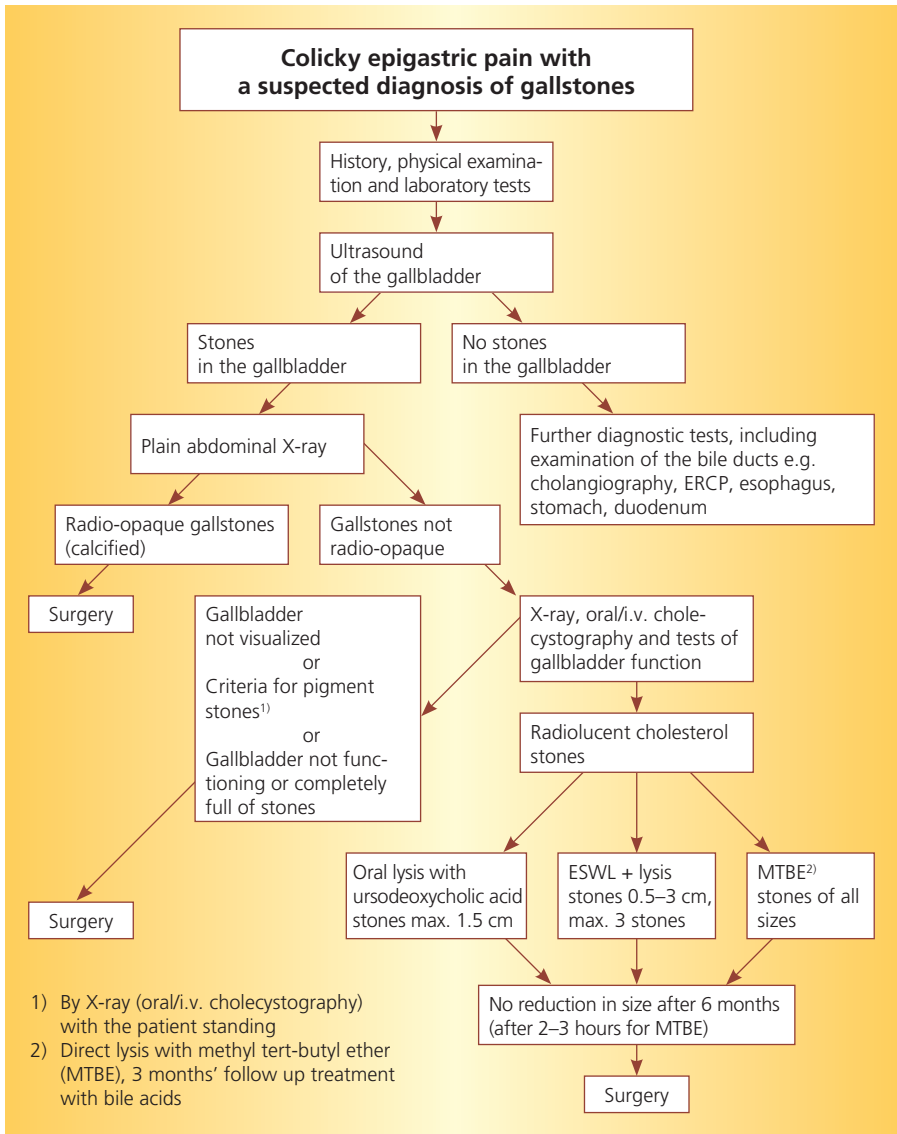 Colicky epigastric pain with
a suspected diagnosis of gallstones
History, physical examina-
tion and laboratory tests
Ultrasound
of the gallbladder
Stones
in the gallbladder
No stones
in the gallbladder
Plain abdominal X-ray
Further diagnostic tests, including
examination of the bile ducts e.g.
cholangiography, ERCP, esophagus,
stomach, duodenum
Radio-opaque gallstones
(calcified)
Gallstones not
radio-opaque
Surgery
Gallbladder
not visualized
or
Criteria for pigment
stones1)
or
Gallbladder not func-
tioning or completely
full of stones
X-ray, oral/i.v. chole-
cystography and tests of
gallbladder function
Radiolucent cholesterol
stones
Oral lysis with
ursodeoxycholic acid
stones max. 1.5 cm
ESWL + lysis
stones 0.5–3 cm,
max. 3 stones
MTBE2)
stones of all
sizes
Surgery
No reduction in size after 6 months
(after 2–3 hours for MTBE)
Surgery
1) By X-ray (oral/i.v. cholecystography)
with the patient standing
2) Direct lysis with methyl tert-butyl ether
(MTBE), 3 months' follow up treatment
with bile acids